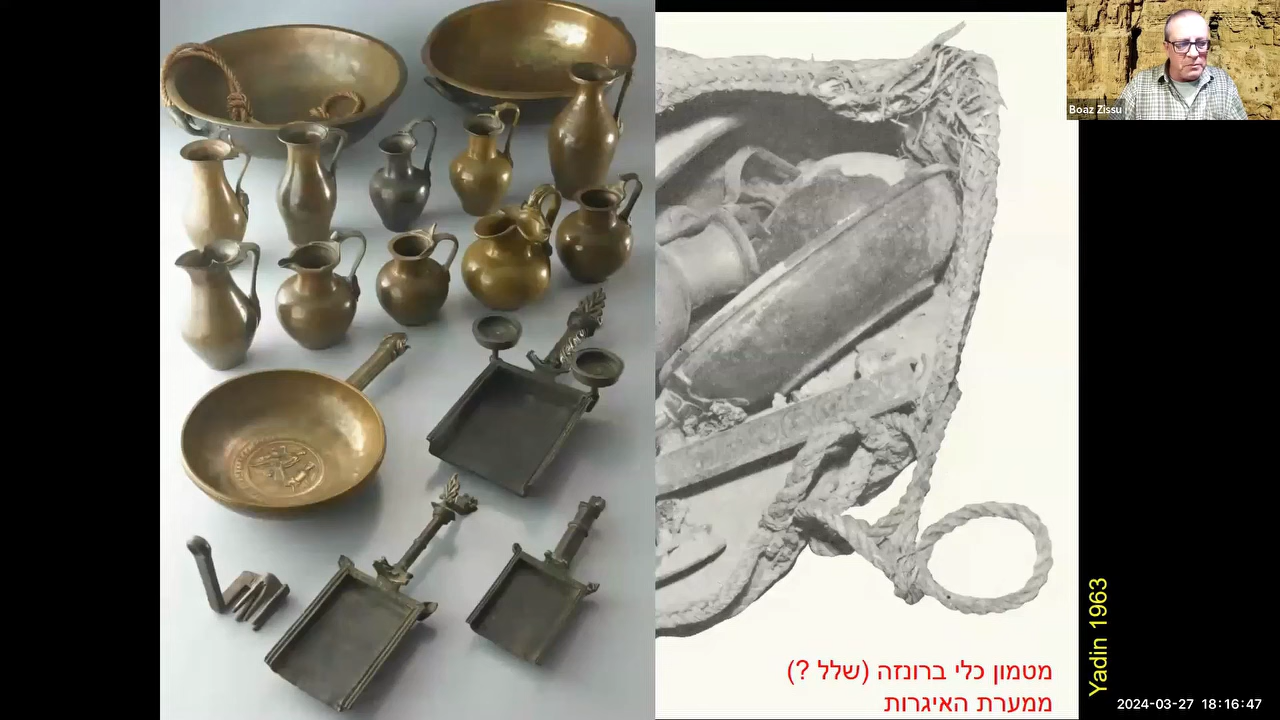 Boaz Zissu
מטמון כלי ברונזה (שלל ?)
ממערת האיגרות
Yadin 1963
2024-03-27 18:16:47